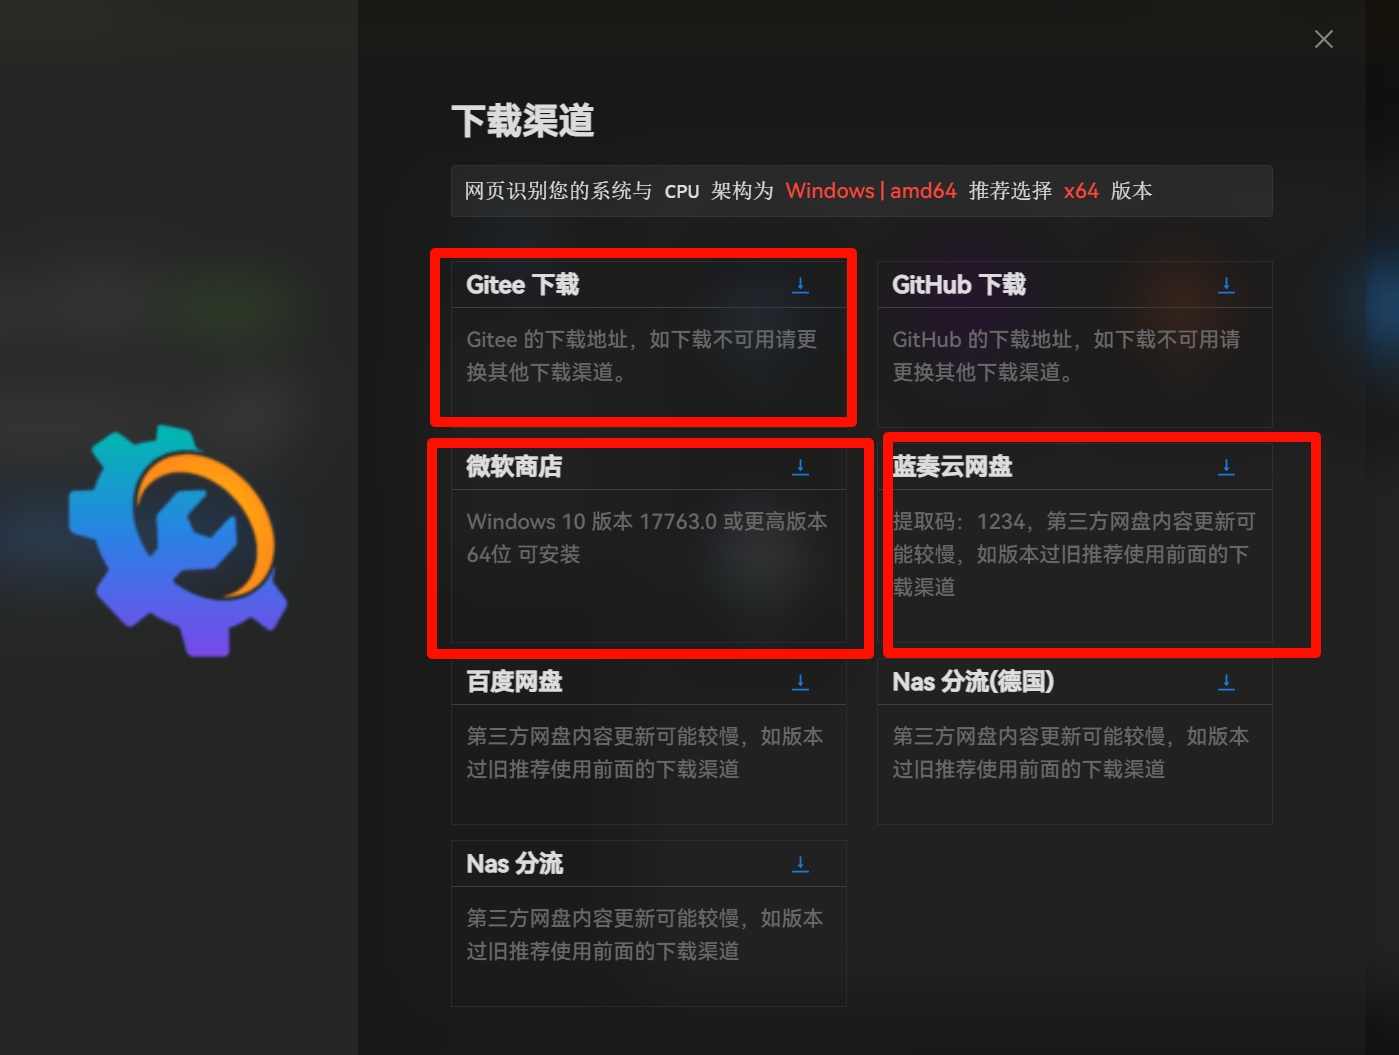 下载渠道
网页识别您的系统与 CPU 架构为 Windows | amd64 推荐选择 x64 版本
Gitee 下载
Gitee 的下载地址，如下载不可用请更
换其他下载渠道。
GitHub 下载
GitHub 的下载地址，如下载不可用请
更换其他下载渠道。
微软商店
Windows 10 版本 17763.0 或更高版本
64位 可安装
蓝奏云网盘
提取码：1234，第三方网盘内容更新可
能较慢，如版本过旧推荐使用前面的下
载渠道
百度网盘
第三方网盘内容更新可能较慢，如版本
过旧推荐使用前面的下载渠道
Nas 分流(德国)
第三方网盘内容更新可能较慢，如版本
过旧推荐使用前面的下载渠道
Nas 分流
第三方网盘内容更新可能较慢，如版本
过旧推荐使用前面的下载渠道